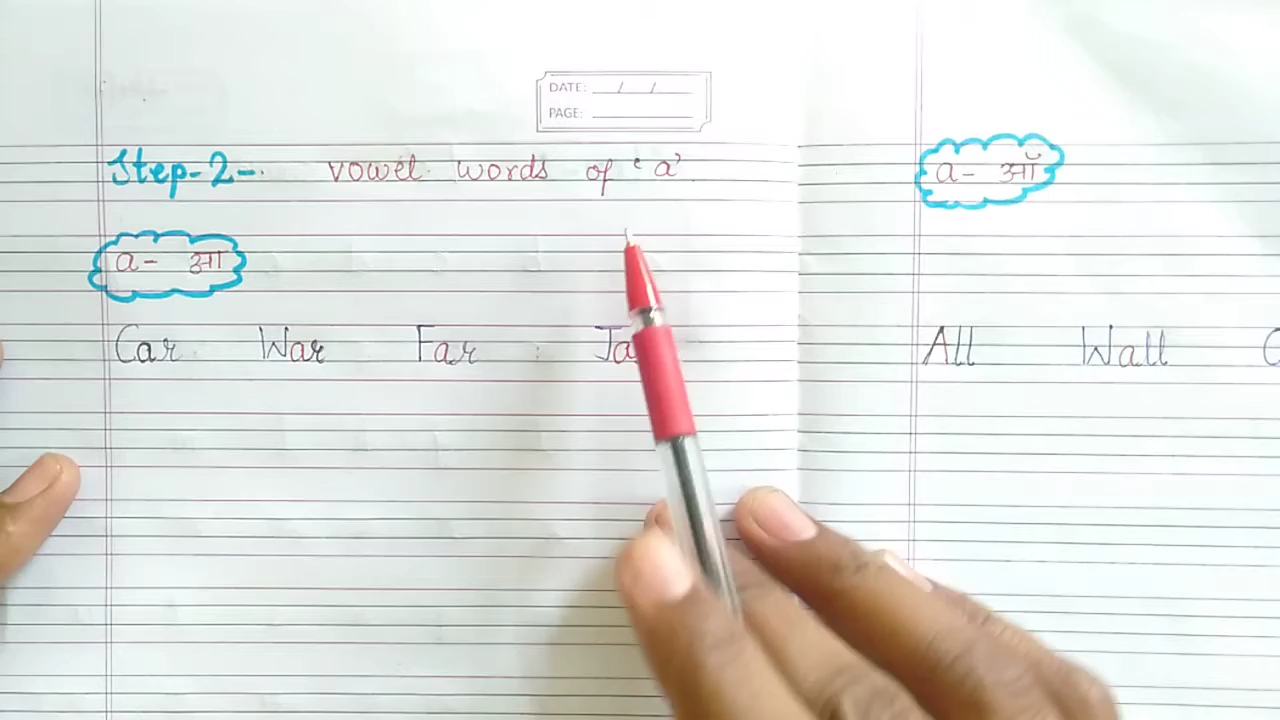 DATE: / /
PAGE:
Step-2- vowel words of 'a'
a- आ
Car War Far
a- ऑ
All Wall